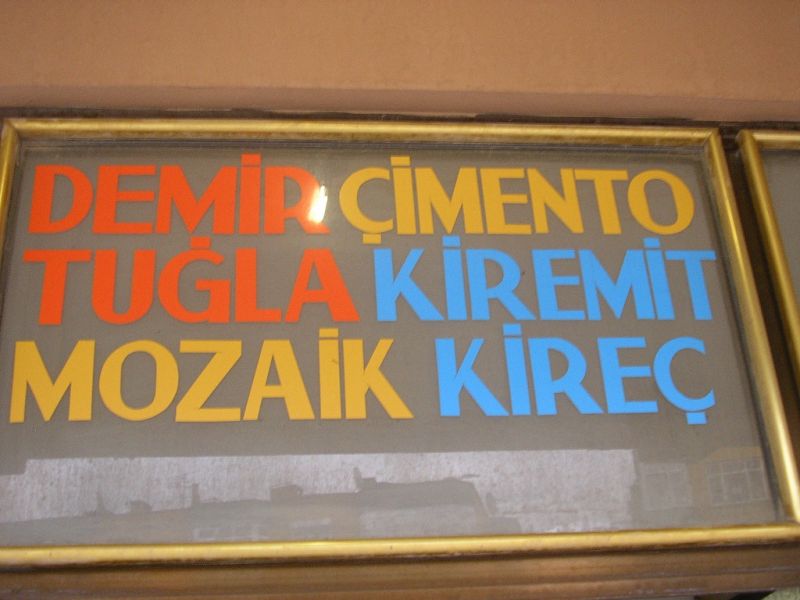 DEMİR ÇİMENTO
TUĞLA KİREMİT
MOZAİK KİREÇ